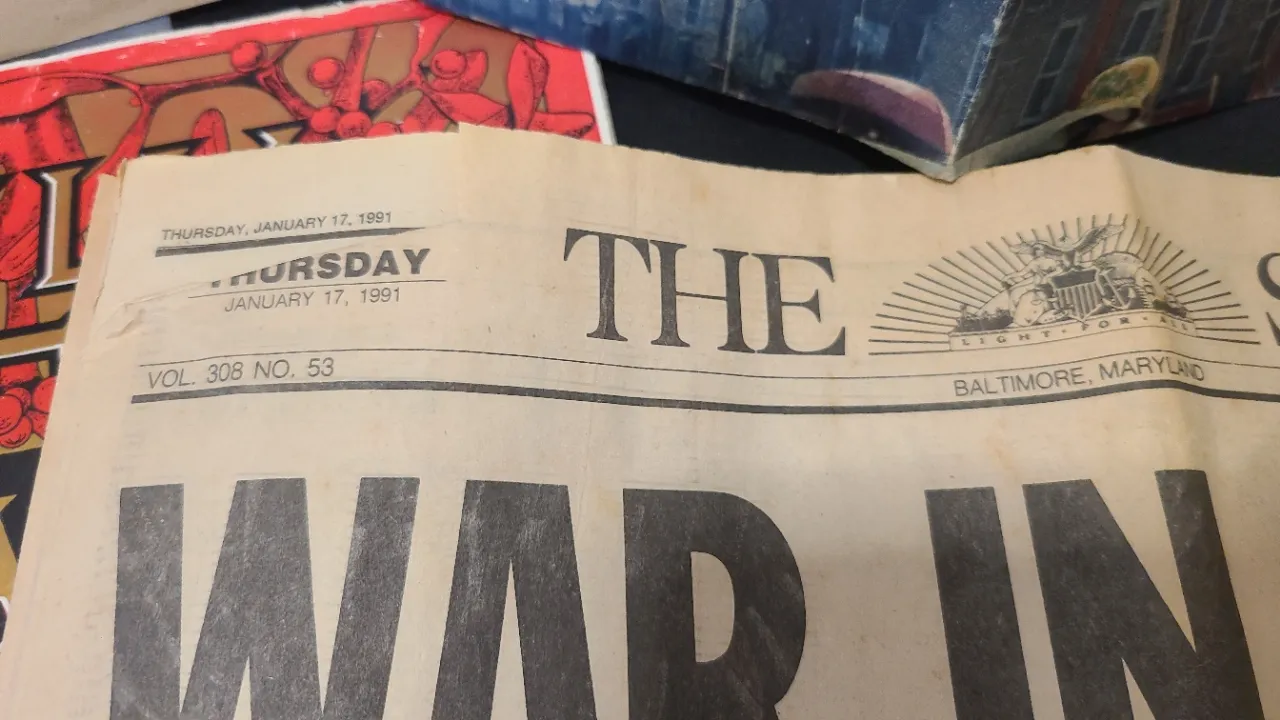 THURSDAY, JANUARY 17, 1991
THURSDAY
JANUARY 17, 1991
THE S
LIGHT · FOR · ALL
VOL. 308 NO. 53
BALTIMORE, MARYLAND
WAR IN